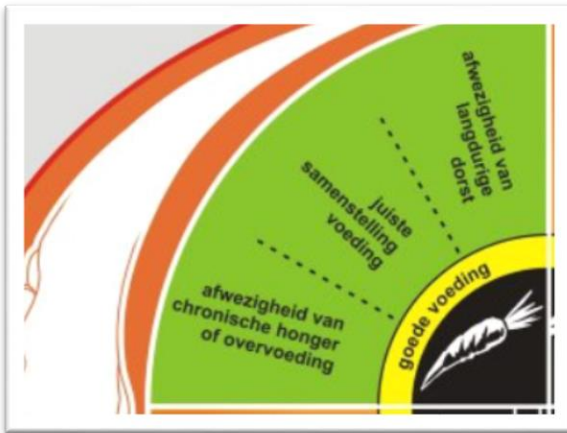 afwezigheid van
langdurige
dorst
juiste
samenstelling
voeding
afwezigheid van
chronische honger
of overvoeding
goede voeding